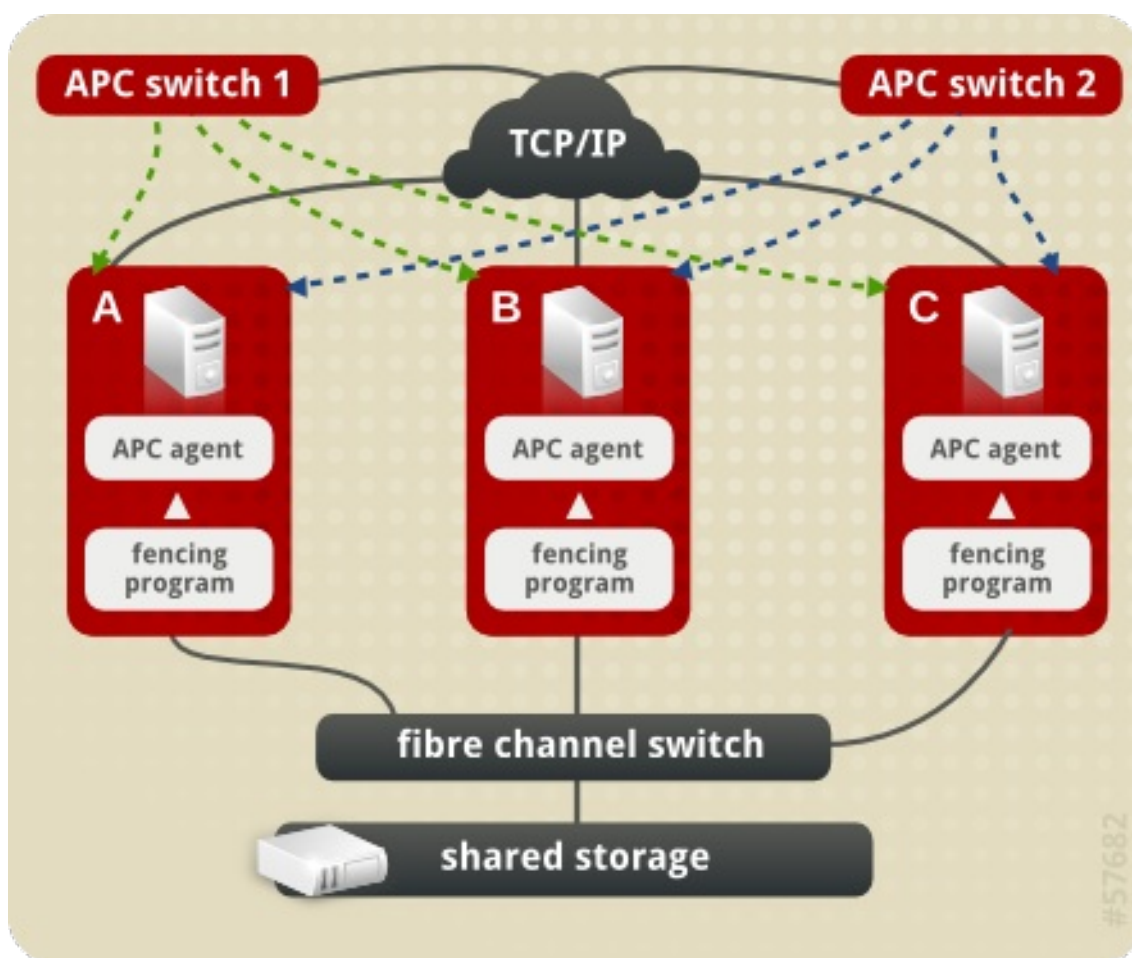 APC switch 1
APC switch 2
TCP/IP
A
B
C
APC agent
APC agent
APC agent
fencing
program
fencing
program
fencing
program
fibre channel switch
shared storage
#57682